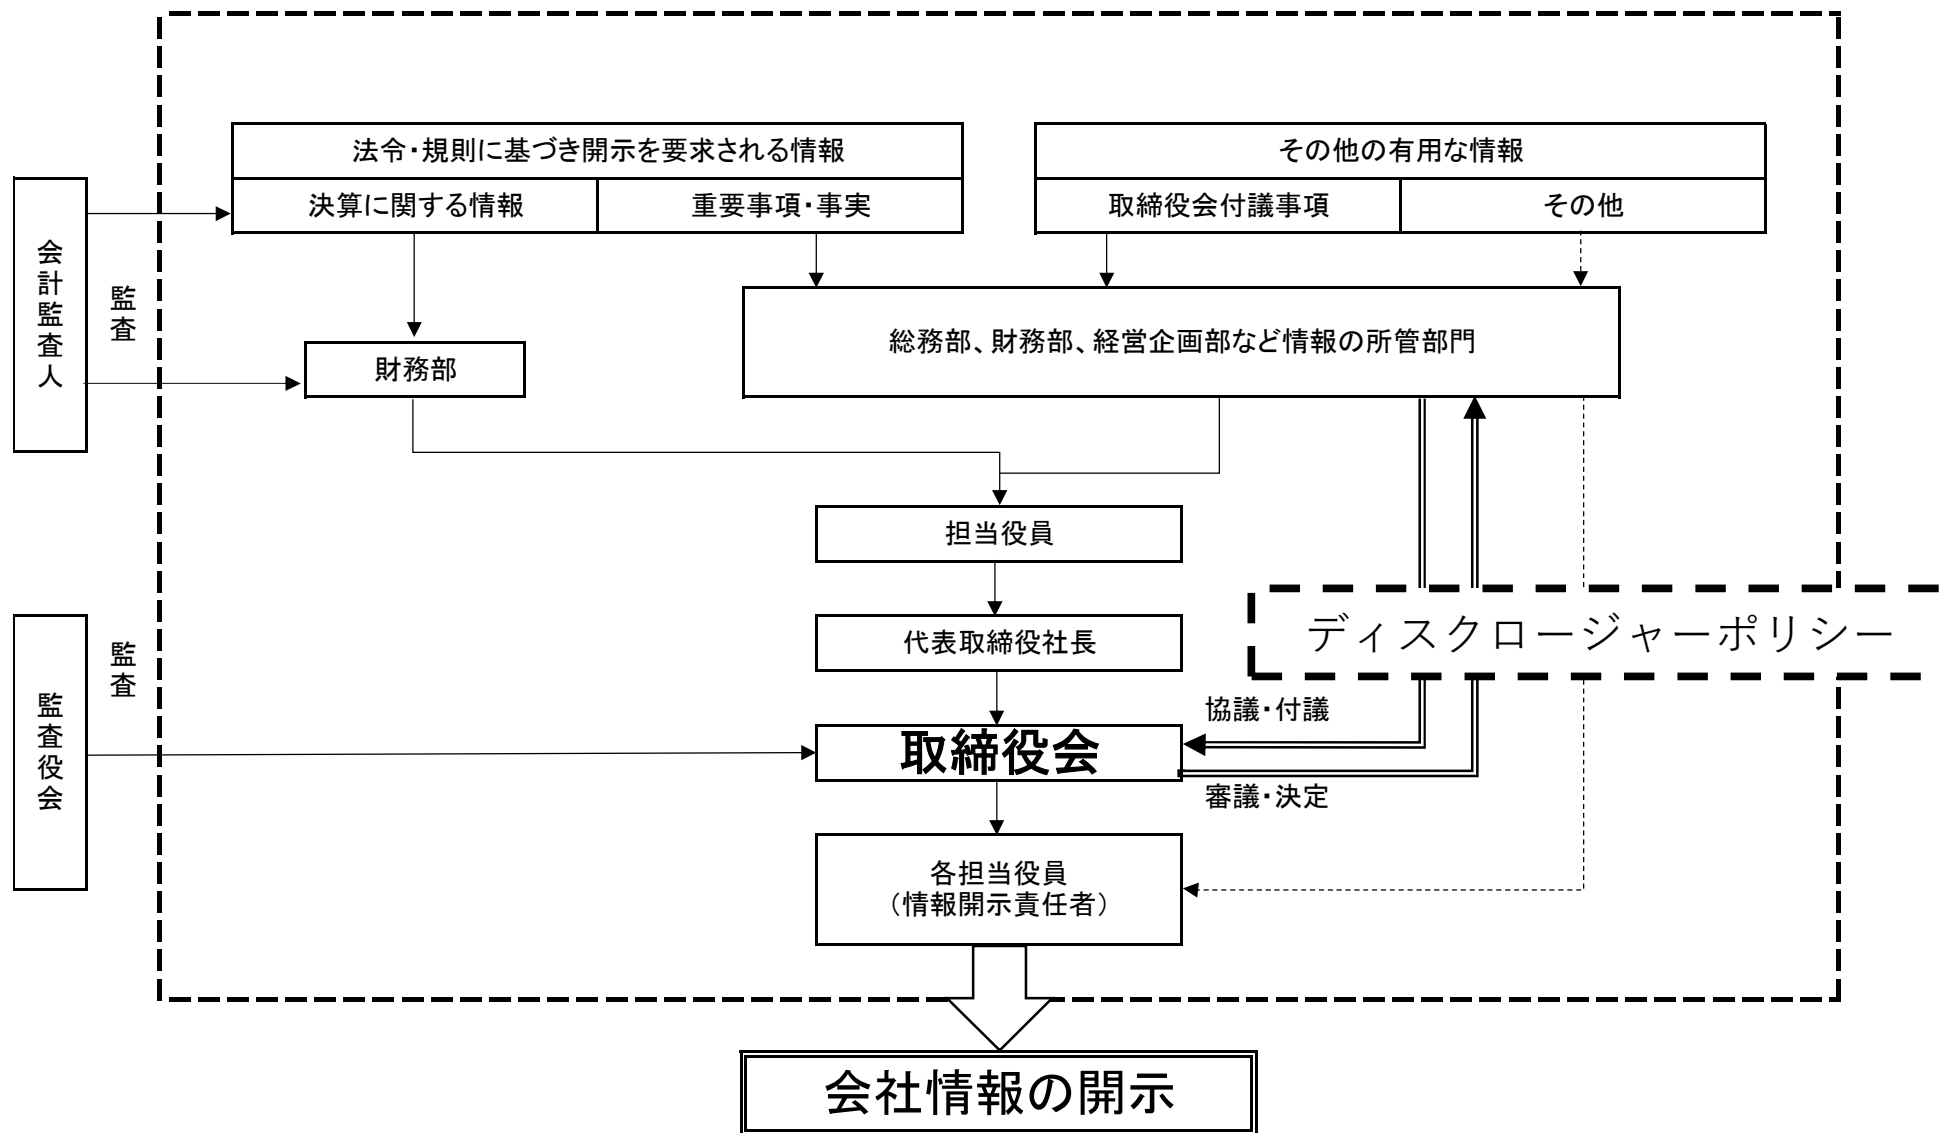 法令・規則に基づき開示を要求される情報
決算に関する情報
重要事項・事実
その他の有用な情報
取締役会付議事項
その他
会計監査人
監査
財務部
総務部、財務部、経営企画部など情報の所管部門
担当役員
代表取締役社長
ディスクロージャーポリシー
監査役会
監査
協議・付議
取締役会
審議・決定
各担当役員
（情報開示責任者）
会社情報の開示